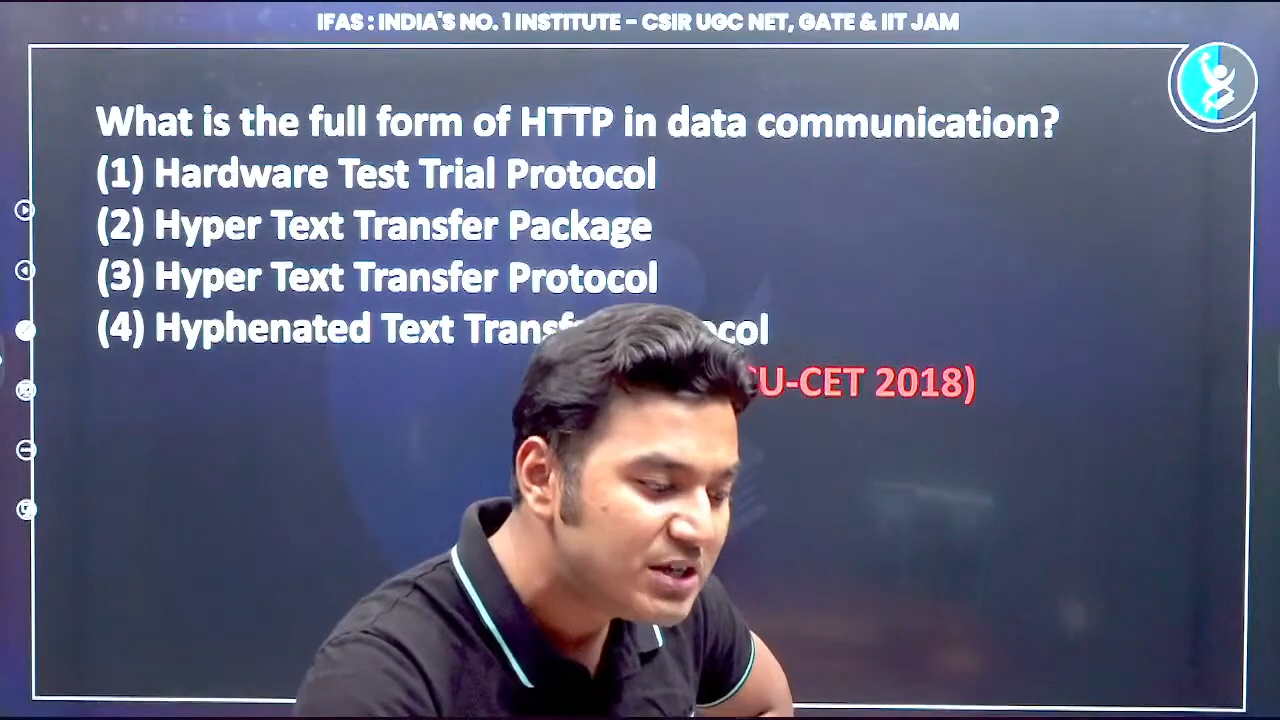 IFAS : INDIA'S NO. 1 INSTITUTE – CSIR UGC NET, GATE & IIT JAM
What is the full form of HTTP in data communication?
(1) Hardware Test Trial Protocol
(2) Hyper Text Transfer Package
(3) Hyper Text Transfer Protocol
(4) Hyphenated Text
CU-CET 2018)